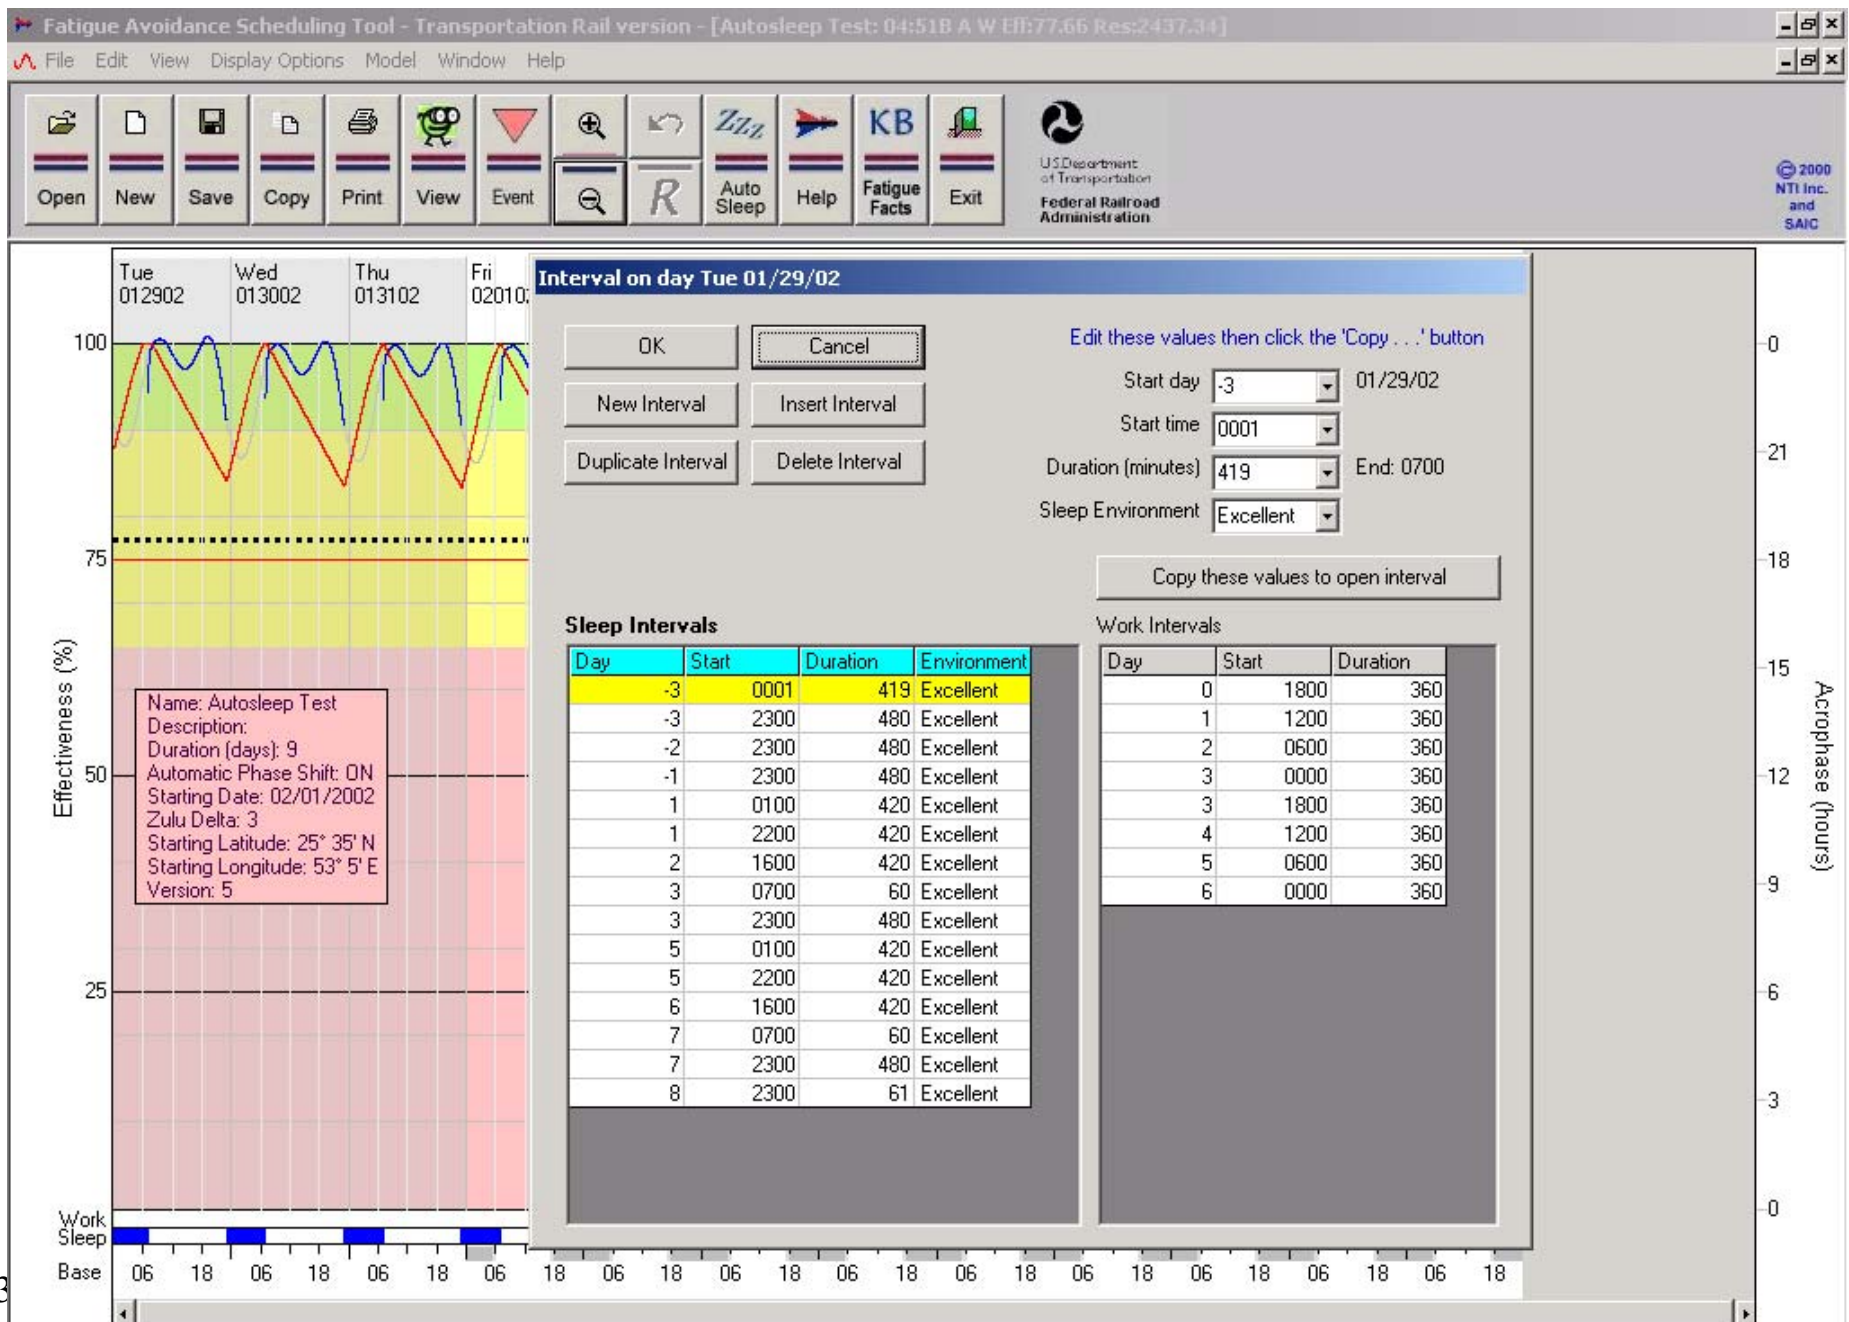 Fatigue Avoidance Scheduling Tool - Transportation Rail version - [Autosleep Test: 04:51B A W Eff:77.66 Res:2437.34]
File Edit View Display Options Model Window Help
Open New Save Copy Print View Event R ZZZ Auto Sleep Help KB Fatigue Facts Exit
U.S.Department
of Transportation
Federal Railroad
Administration
© 2000
NTI Inc.
and
SAIC
Tue Wed Thu Fri
012902 013002 013102 02010
Interval on day Tue 01/29/02
OK Cancel
New Interval Insert Interval
Duplicate Interval Delete Interval
Edit these values then click the 'Copy . . .' button
Start day -3 01/29/02
Start time 0001
Duration (minutes) 419 End: 0700
Sleep Environment Excellent
Copy these values to open interval
Sleep Intervals
Day Start Duration Environment
-3 0001 419 Excellent
-3 2300 480 Excellent
-2 2300 480 Excellent
-1 2300 480 Excellent
1 0100 420 Excellent
1 2200 420 Excellent
2 1600 420 Excellent
3 0700 60 Excellent
3 2300 480 Excellent
5 0100 420 Excellent
5 2200 420 Excellent
6 1600 420 Excellent
7 0700 60 Excellent
7 2300 480 Excellent
8 2300 61 Excellent
Work Intervals
Day Start Duration
0 1800 360
1 1200 360
2 0600 360
3 0000 360
3 1800 360
4 1200 360
5 0600 360
6 0000 360
Effectiveness (%)
100
75
50
25
Name: Autosleep Test
Description:
Duration (days): 9
Automatic Phase Shift: ON
Starting Date: 02/01/2002
Zulu Delta: 3
Starting Latitude: 25° 35' N
Starting Longitude: 53° 5' E
Version: 5
Acrophase (hours)
0
21
18
15
12
9
6
3
0
Work
Sleep
Base 06 18 06 18 06 18 06 18 06 18 06 18 06 18 06 18 06 18 06 18 06 18 06 18
3